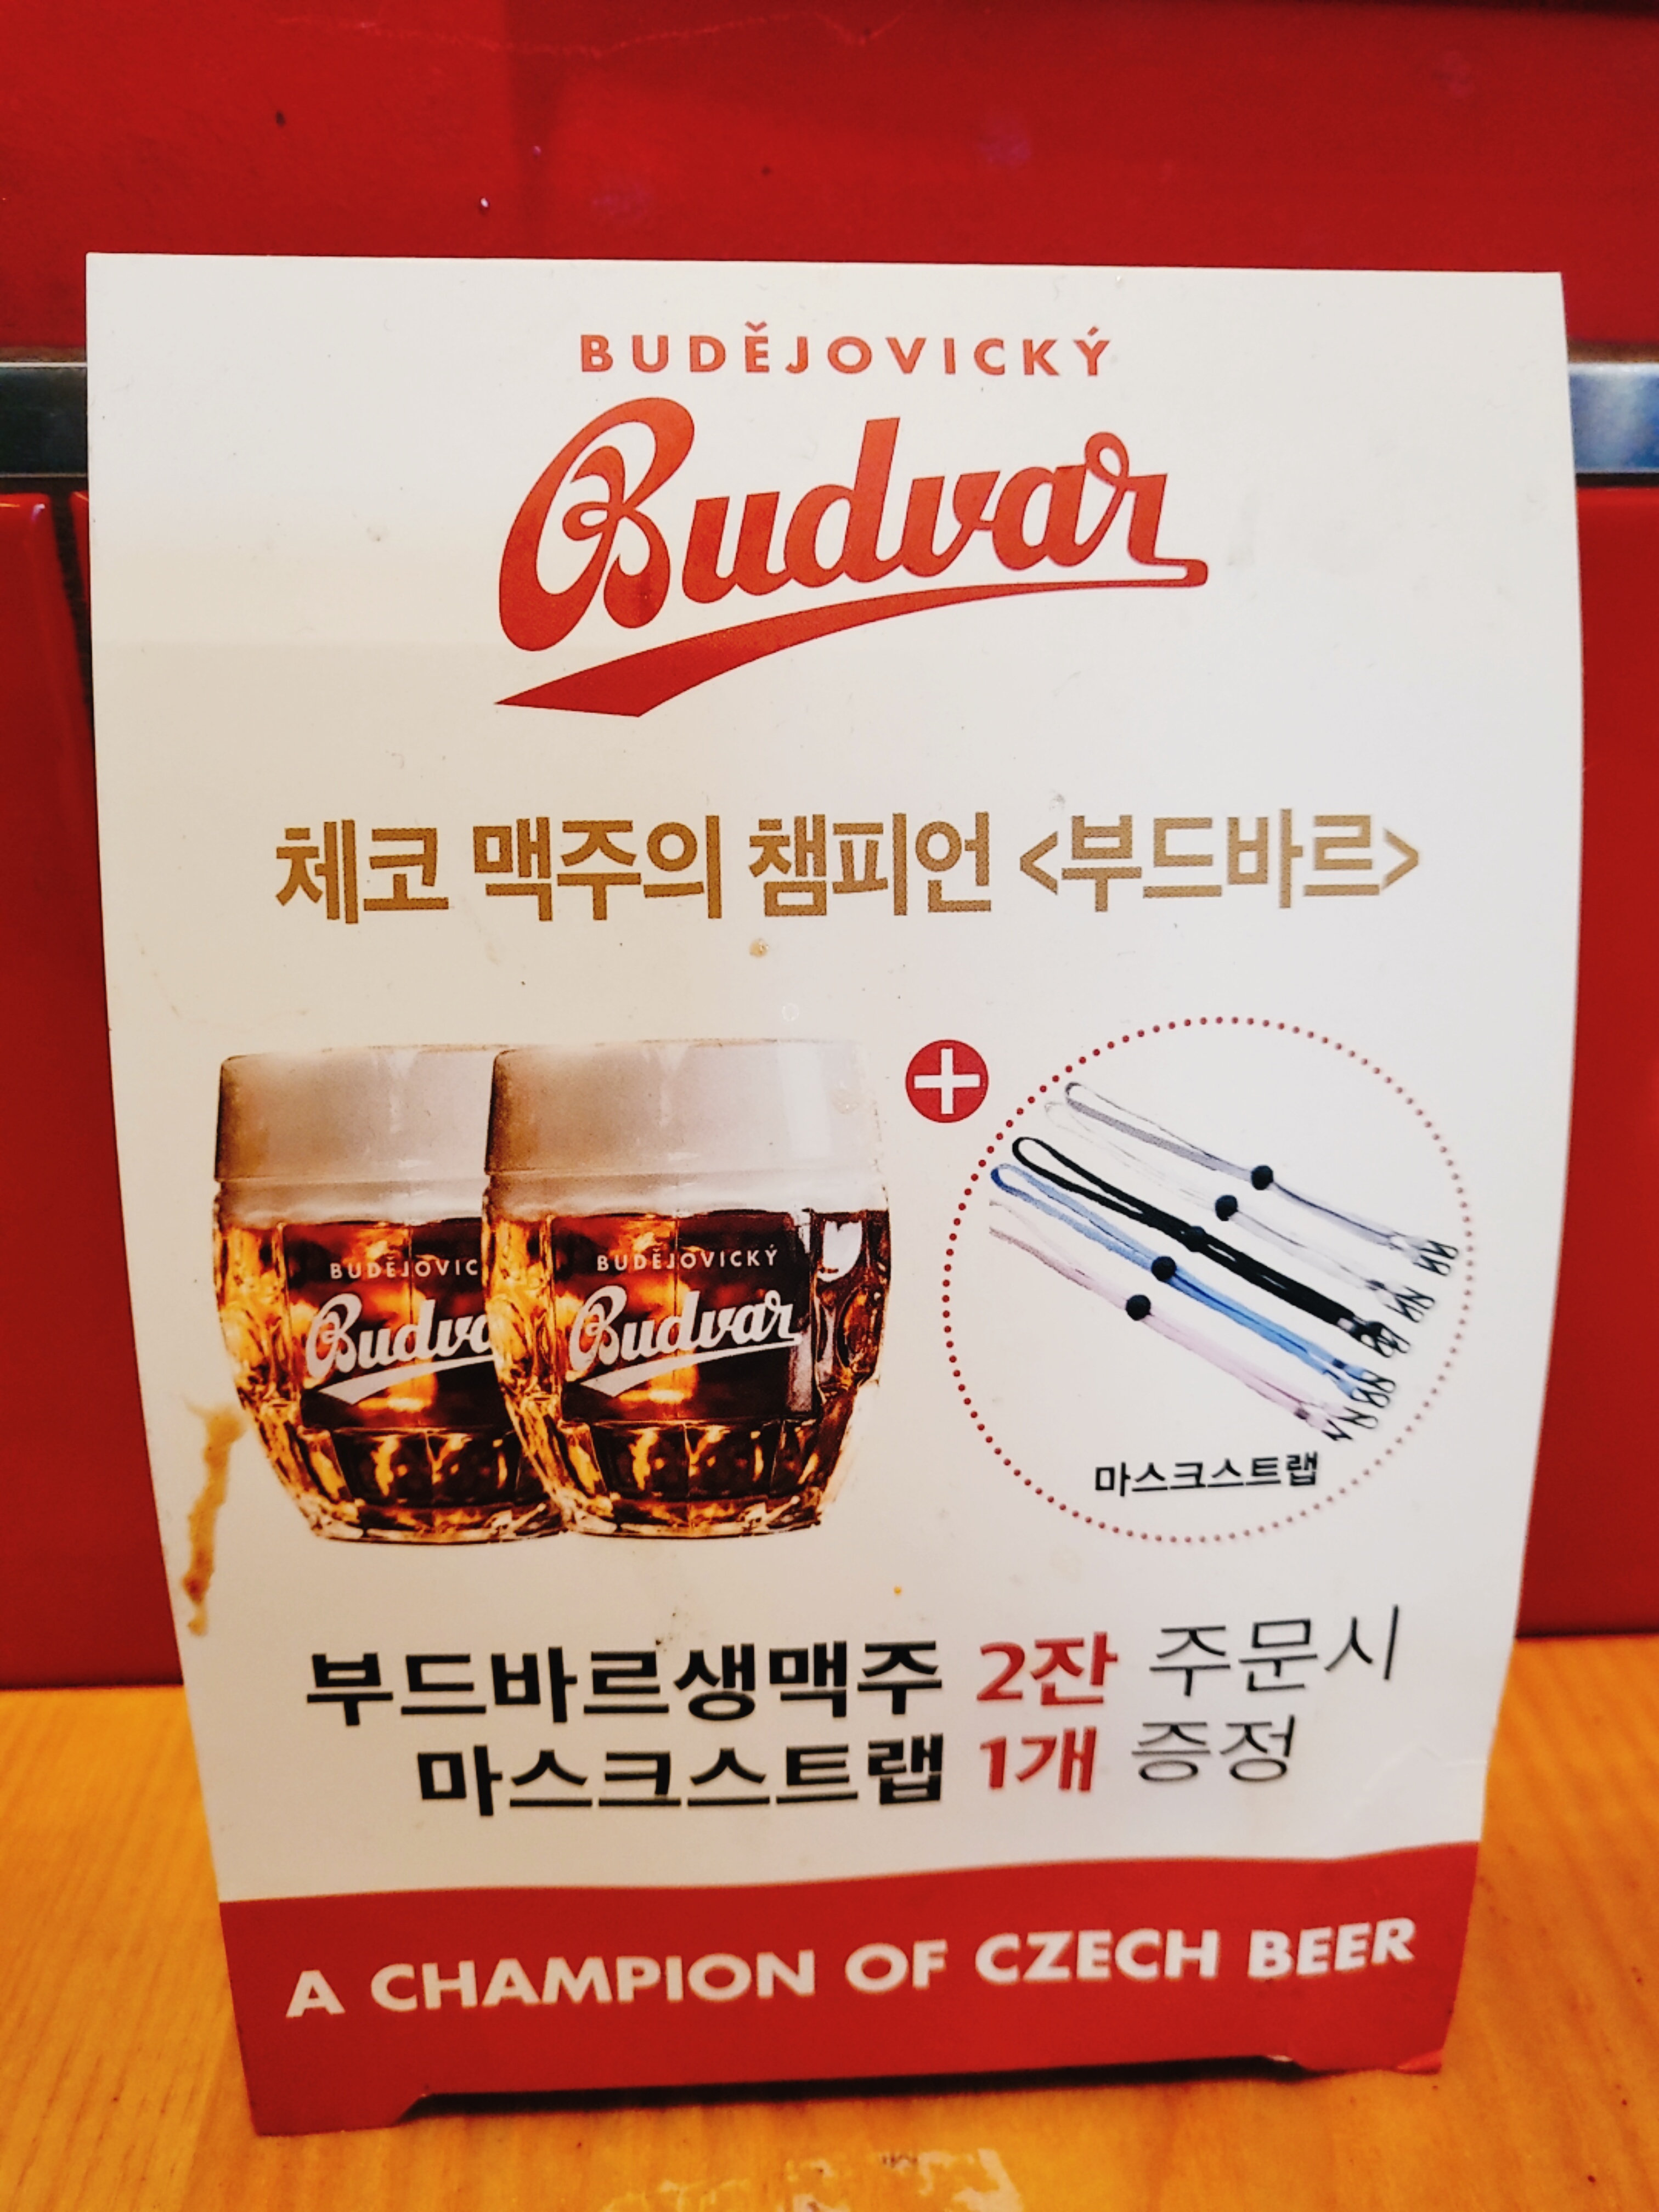 BUDĚJOVICKÝ
Budvar
체코 맥주의 챔피언 <부드바르>
BUDĚJOVIC
Budva
BUDĚJOVICKÝ
Budvar
마스크스트랩
부드바르생맥주 2잔 주문시
마스크스트랩 1개 증정
A CHAMPION OF CZECH BEER